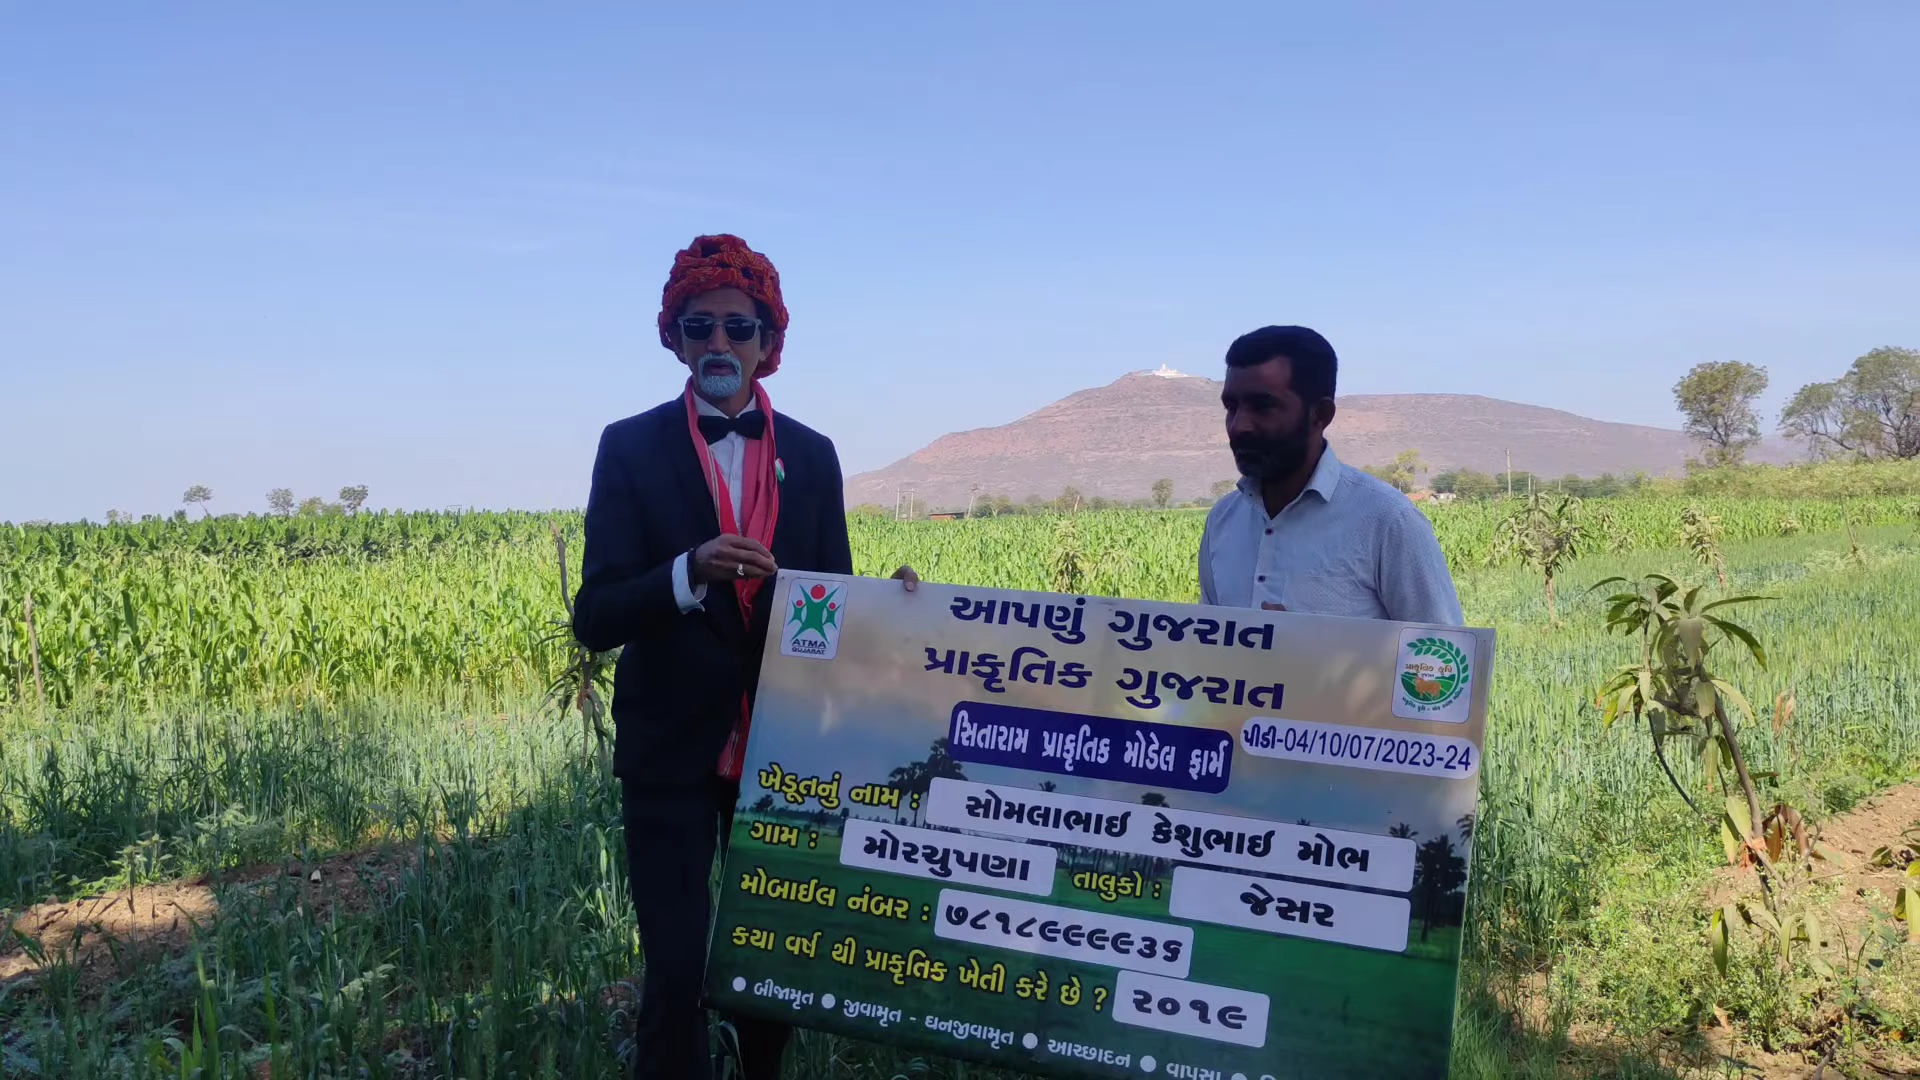 આપણું ગુજરાત
પ્રાકૃતિક ગુજરાત
ATMA
GUJARAT
પ્રાકૃતિક કૃષિ
સિતારામ પ્રાકૃતિક મોડેલ ફાર્મ
પીડી-04/10/07/2023-24
ખેડૂતનું નામ : સોમલાભાઇ કેશુભાઇ મોભ
ગામ : મોરચુપણા તાલુકો : જેસર
મોબાઈલ નંબર : ૭૮૧૮૯૯૯૯૩૬
કયા વર્ષ થી પ્રાકૃતિક ખેતી કરે છે ? ૨૦૧૯
● બીજામૃત ● જીવામૃત - ઘનજીવામૃત ● આચ્છાદન ● વાપસા ●